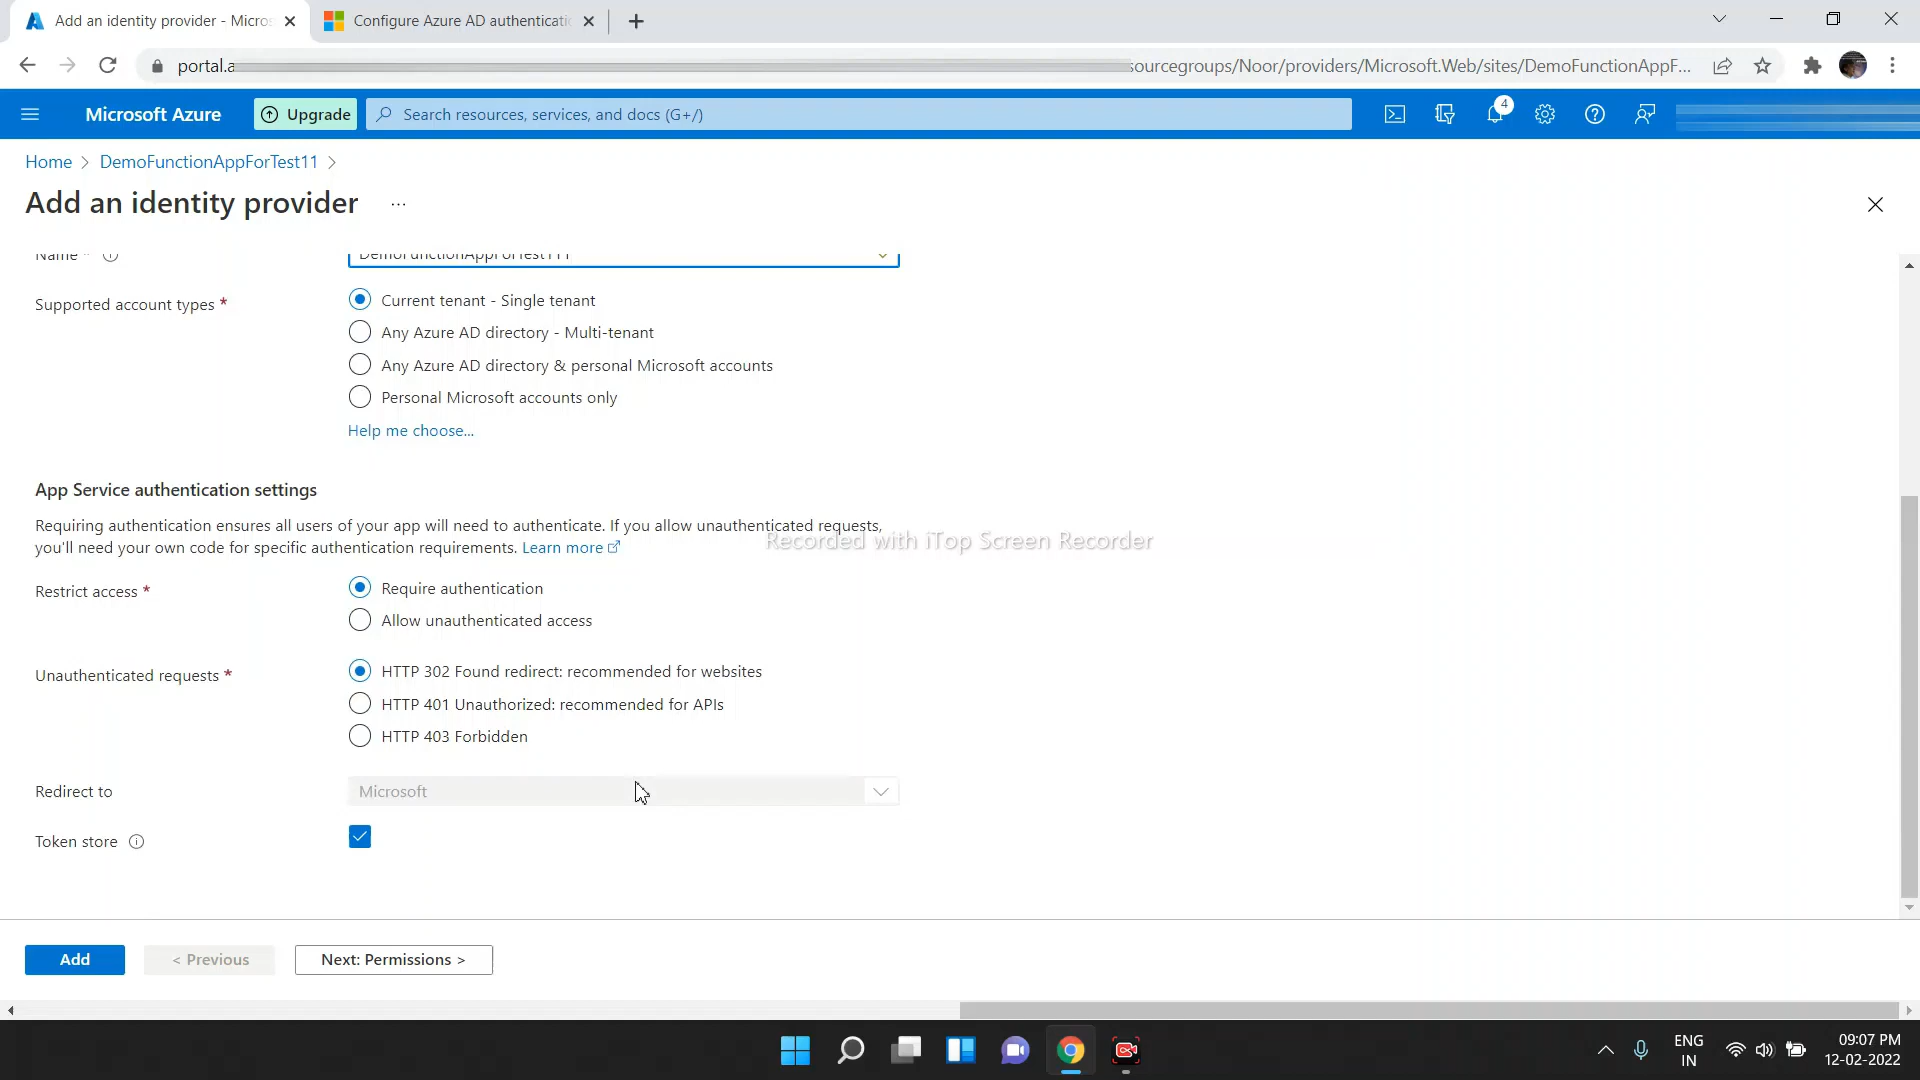 Add an identity provider - Micros
Configure Azure AD authenticatio
portal.a
sourcegroups/Noor/providers/Microsoft.Web/sites/DemoFunctionAppF...
Microsoft Azure
Upgrade
Search resources, services, and docs (G+/)
4
Home > DemoFunctionAppForTest11 >
Add an identity provider ...
Name *
DemoFunctionAppForTest111
Supported account types *
Current tenant - Single tenant
Any Azure AD directory - Multi-tenant
Any Azure AD directory & personal Microsoft accounts
Personal Microsoft accounts only
Help me choose...
App Service authentication settings
Requiring authentication ensures all users of your app will need to authenticate. If you allow unauthenticated requests,
you'll need your own code for specific authentication requirements. Learn more
Recorded with iTop Screen Recorder
Restrict access *
Require authentication
Allow unauthenticated access
Unauthenticated requests *
HTTP 302 Found redirect: recommended for websites
HTTP 401 Unauthorized: recommended for APIs
HTTP 403 Forbidden
Redirect to
Microsoft
Token store
Add
< Previous
Next: Permissions >
ENG
IN
09:07 PM
12-02-2022